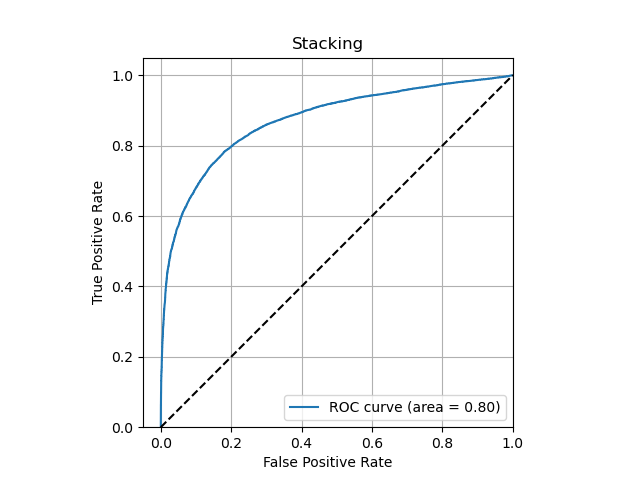 Stacking
1.0
0.8
0.6
0.4
0.2
0.0
True Positive Rate
ROC curve (area = 0.80)
0.0 0.2 0.4 0.6 0.8 1.0
False Positive Rate